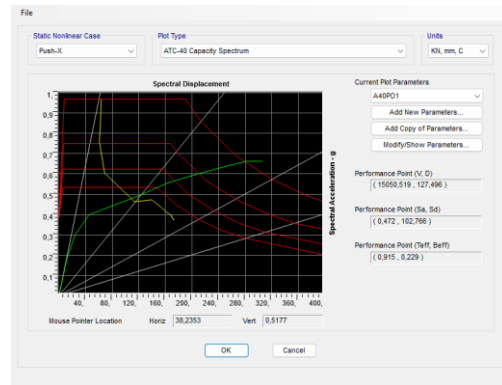 File
Static Nonlinear Case
Plot Type
Units
Push-X
ATC-40 Capacity Spectrum
KN, mm, C
Spectral Displacement
Current Plot Parameters
A40PO1
Add New Parameters...
Add Copy of Parameters...
Modify/Show Parameters...
Performance Point (V, D)
( 15050,519 , 127,496 )
Performance Point (Sa, Sd)
( 0,472 , 102,766 )
Performance Point (Teff, Beff)
( 0,915 , 0,229 )
Spectral Acceleration - g
1,
0,9
0,8
0,7
0,6
0,5
0,4
0,3
0,2
0,1
40, 80, 120, 160, 200, 240, 280, 320, 360, 400,
Mouse Pointer Location Horiz 38,2353 Vert 0,5177
OK Cancel